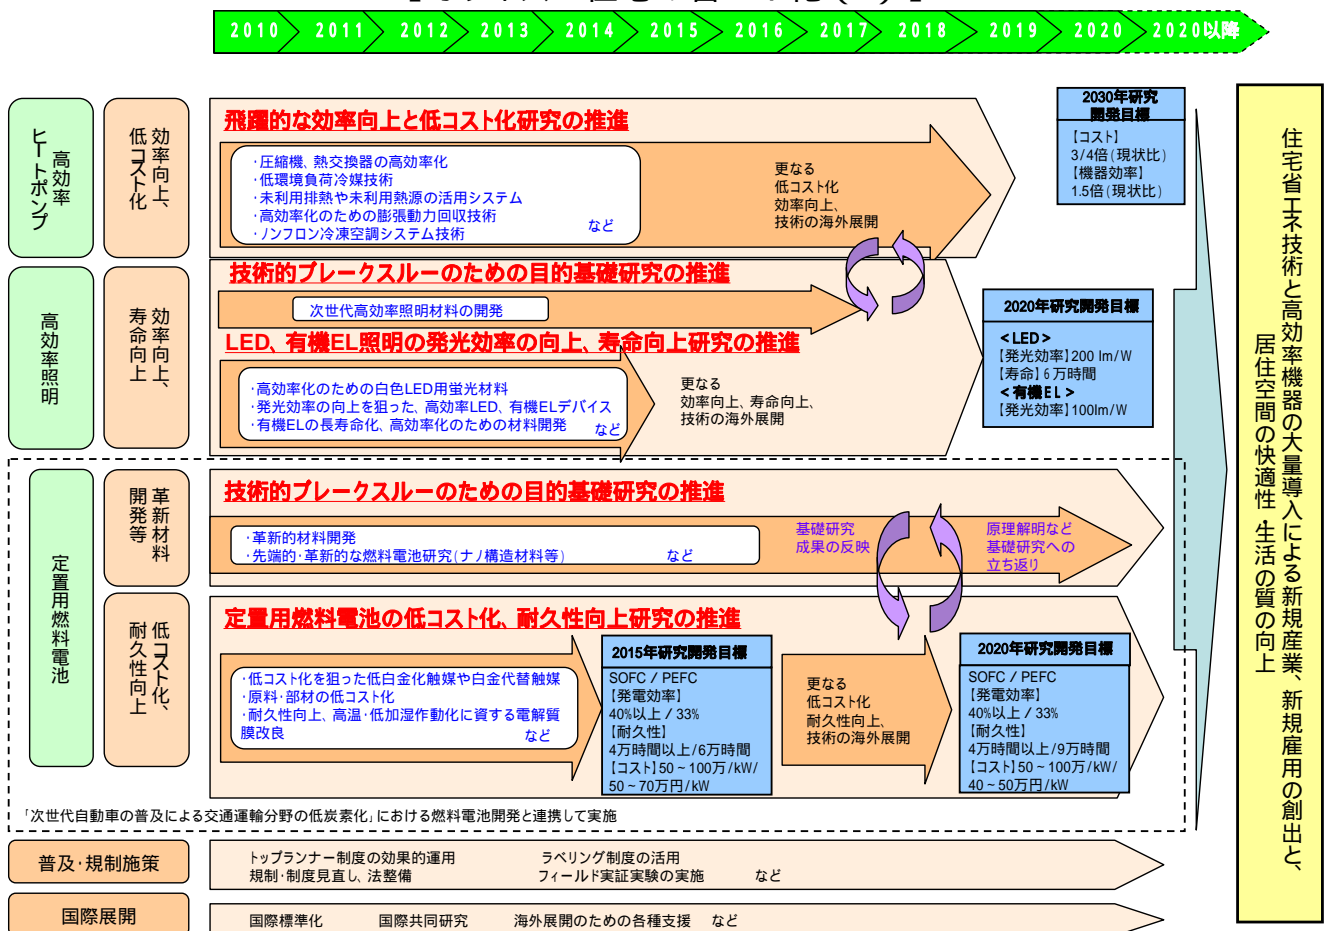 2010 2011 2012 2013 2014 2015 2016 2017 2018 2019 2020 2020以降
高効率
ヒートポンプ
効率向上、
低コスト化
飛躍的な効率向上と低コスト化研究の推進
・圧縮機、熱交換器の高効率化
・低環境負荷冷媒技術
・未利用排熱や未利用熱源の活用システム
・高効率化のための膨張動力回収技術
・ノンフロン冷凍空調システム技術
など
更なる
低コスト化
効率向上、
技術の海外展開
2030年研究
開発目標
【コスト】
3/4倍(現状比)
【機器効率】
1.5倍(現状比)
高効率照明
効率向上、
寿命向上
技術的ブレークスルーのための目的基礎研究の推進
次世代高効率照明材料の開発
LED、有機EL照明の発光効率の向上、寿命向上研究の推進
・高効率化のための白色LED用蛍光材料
・発光効率の向上を狙った、高効率LED、有機ELデバイス
・有機ELの長寿命化、高効率化のための材料開発
など
更なる
効率向上、寿命向上、
技術の海外展開
2020年研究開発目標
<LED>
【発光効率】200 lm/W
【寿命】6万時間
<有機EL>
【発光効率】100lm/W
定置用燃料電池
革新材料
開発等
技術的ブレークスルーのための目的基礎研究の推進
・革新的材料開発
・先端的・革新的な燃料電池研究(ナノ構造材料等)
など
基礎研究
成果の反映
原理解明など
基礎研究への
立ち返り
低コスト化、
耐久性向上
定置用燃料電池の低コスト化、耐久性向上研究の推進
・低コスト化を狙った低白金化触媒や白金代替触媒
・原料・部材の低コスト化
・耐久性向上、高温・低加湿作動化に資する電解質
膜改良
など
2015年研究開発目標
SOFC / PEFC
【発電効率】
40%以上 / 33%
【耐久性】
4万時間以上/6万時間
【コスト】50~100万/kW/
50~70万円/kW
更なる
低コスト化
耐久性向上、
技術の海外展開
2020年研究開発目標
SOFC / PEFC
【発電効率】
40%以上 / 33%
【耐久性】
4万時間以上/9万時間
【コスト】50~100万/kW/
40~50万円/kW
「次世代自動車の普及による交通運輸分野の低炭素化」における燃料電池開発と連携して実施
普及・規制施策
トップランナー制度の効果的運用 ラベリング制度の活用
規制・制度見直し、法整備 フィールド実証実験の実施 など
国際展開
国際標準化 国際共同研究 海外展開のための各種支援 など
住宅省エネ技術と高効率機器の大量導入による新規産業、新規雇用の創出と、
居住空間の快適性・生活の質の向上